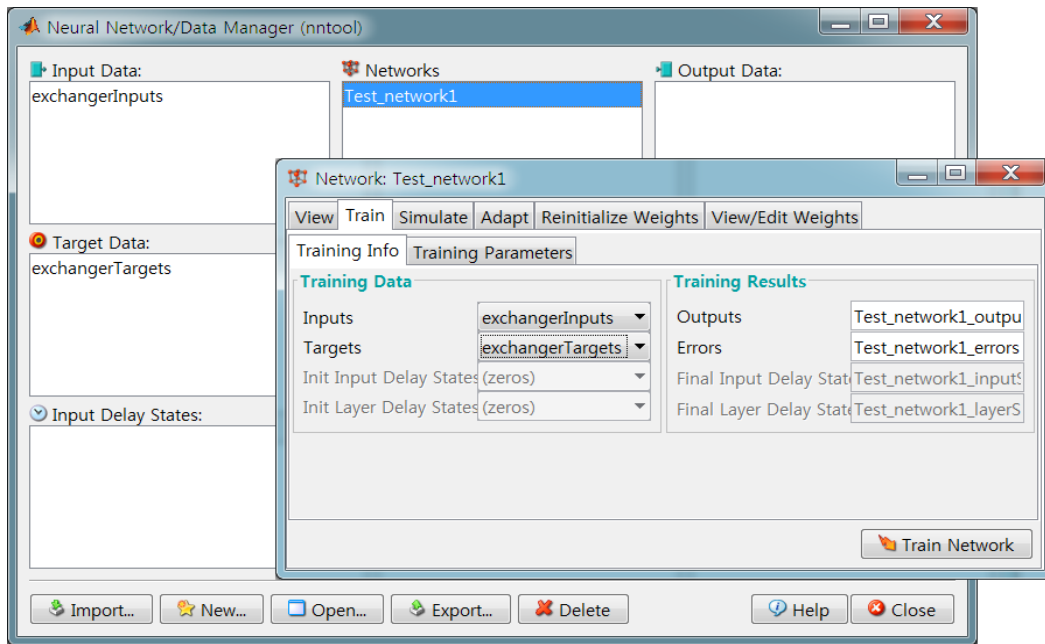 Neural Network/Data Manager (nntool)
Input Data:
exchangerInputs
Networks
Test_network1
Output Data:
Target Data:
exchangerTargets
Input Delay States:
Network: Test_network1
View Train Simulate Adapt Reinitialize Weights View/Edit Weights
Training Info Training Parameters
Training Data
Inputs exchangerInputs
Targets exchangerTargets
Init Input Delay States (zeros)
Init Layer Delay States (zeros)
Training Results
Outputs Test_network1_outpu
Errors Test_network1_errors
Final Input Delay Stat Test_network1_inputS
Final Layer Delay Stat Test_network1_layerS
Train Network
Import... New... Open... Export... Delete Help Close